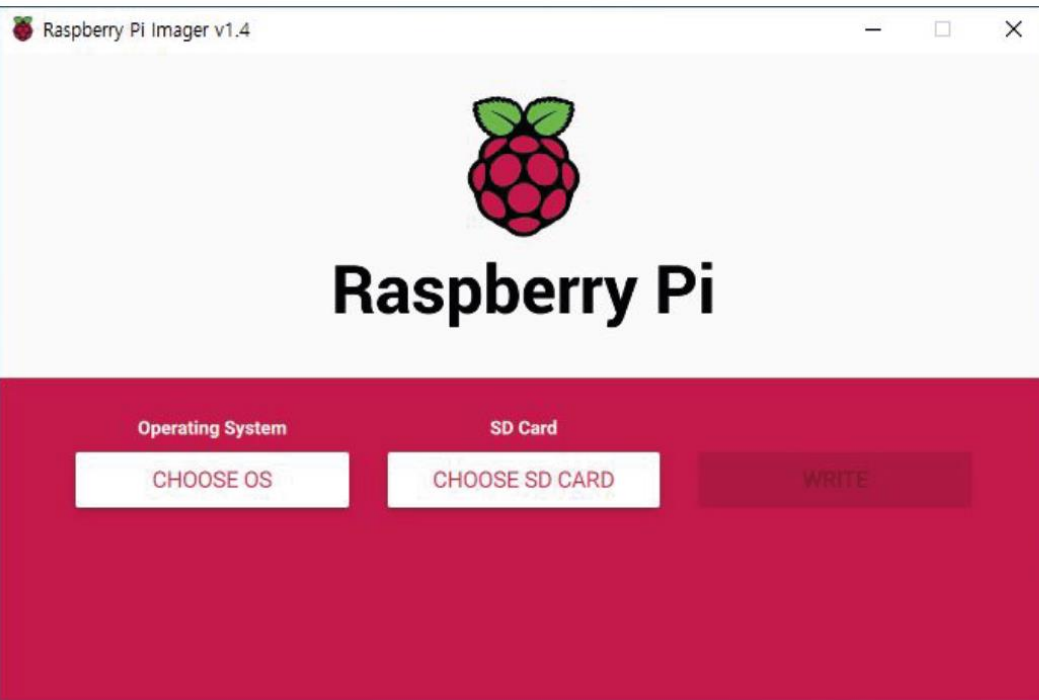 Raspberry Pi Imager v1.4
Raspberry Pi
Operating System
SD Card
CHOOSE OS
CHOOSE SD CARD
WRITE